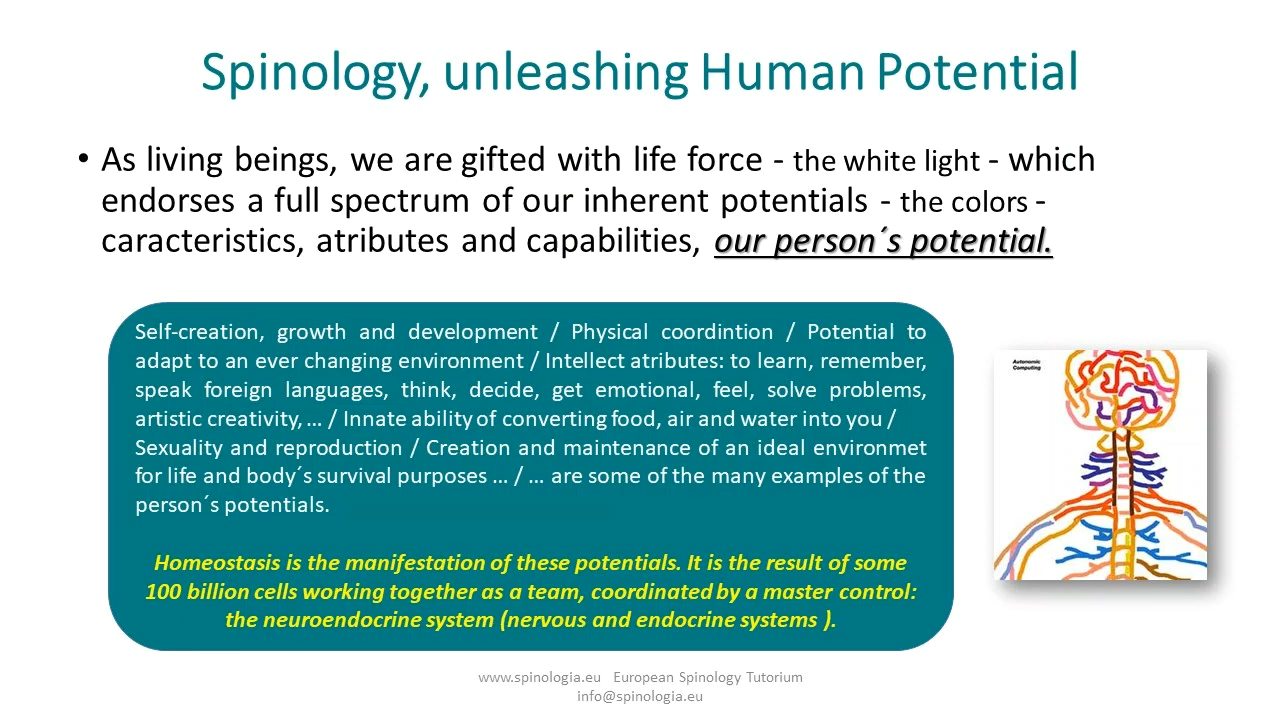 Spinology, unleashing Human Potential
• As living beings, we are gifted with life force - the white light - which
endorses a full spectrum of our inherent potentials - the colors -
caracteristics, atributes and capabilities, our person´s potential.
Self-creation, growth and development / Physical coordintion / Potential to
adapt to an ever changing environment / Intellect atributes: to learn, remember,
speak foreign languages, think, decide, get emotional, feel, solve problems,
artistic creativity, ... / Innate ability of converting food, air and water into you /
Sexuality and reproduction / Creation and maintenance of an ideal environmet
for life and body´s survival purposes ... / ... are some of the many examples of the
person´s potentials.
Homeostasis is the manifestation of these potentials. It is the result of some
100 billion cells working together as a team, coordinated by a master control:
the neuroendocrine system (nervous and endocrine systems ).
Autonomic
Computing
www.spinologia.eu European Spinology Tutorium
info@spinologia.eu